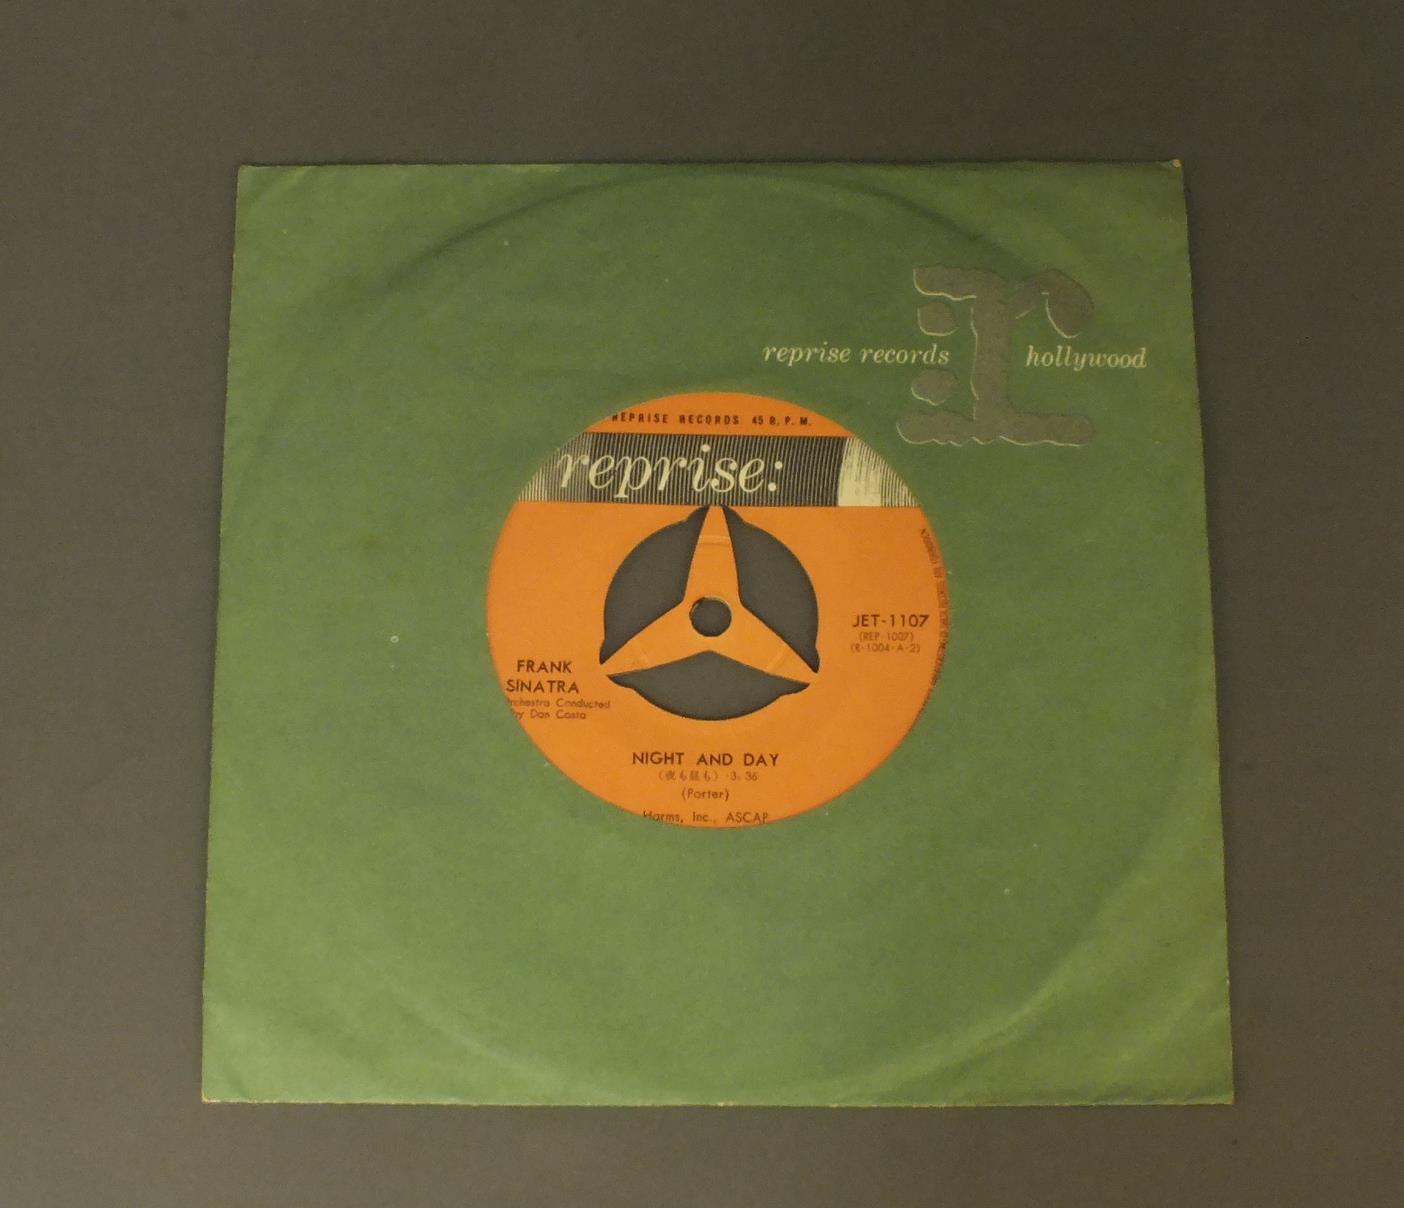 reprise records hollywood
REPRISE RECORDS 45 R. P. M.
reprise:
JET-1107
(REP-1007)
(R-1004-A-2)
FRANK
SINATRA
Orchestra Conducted
by Don Costa
NIGHT AND DAY
(夜も昼も) 3:36
(Porter)
Harms, Inc., ASCAP